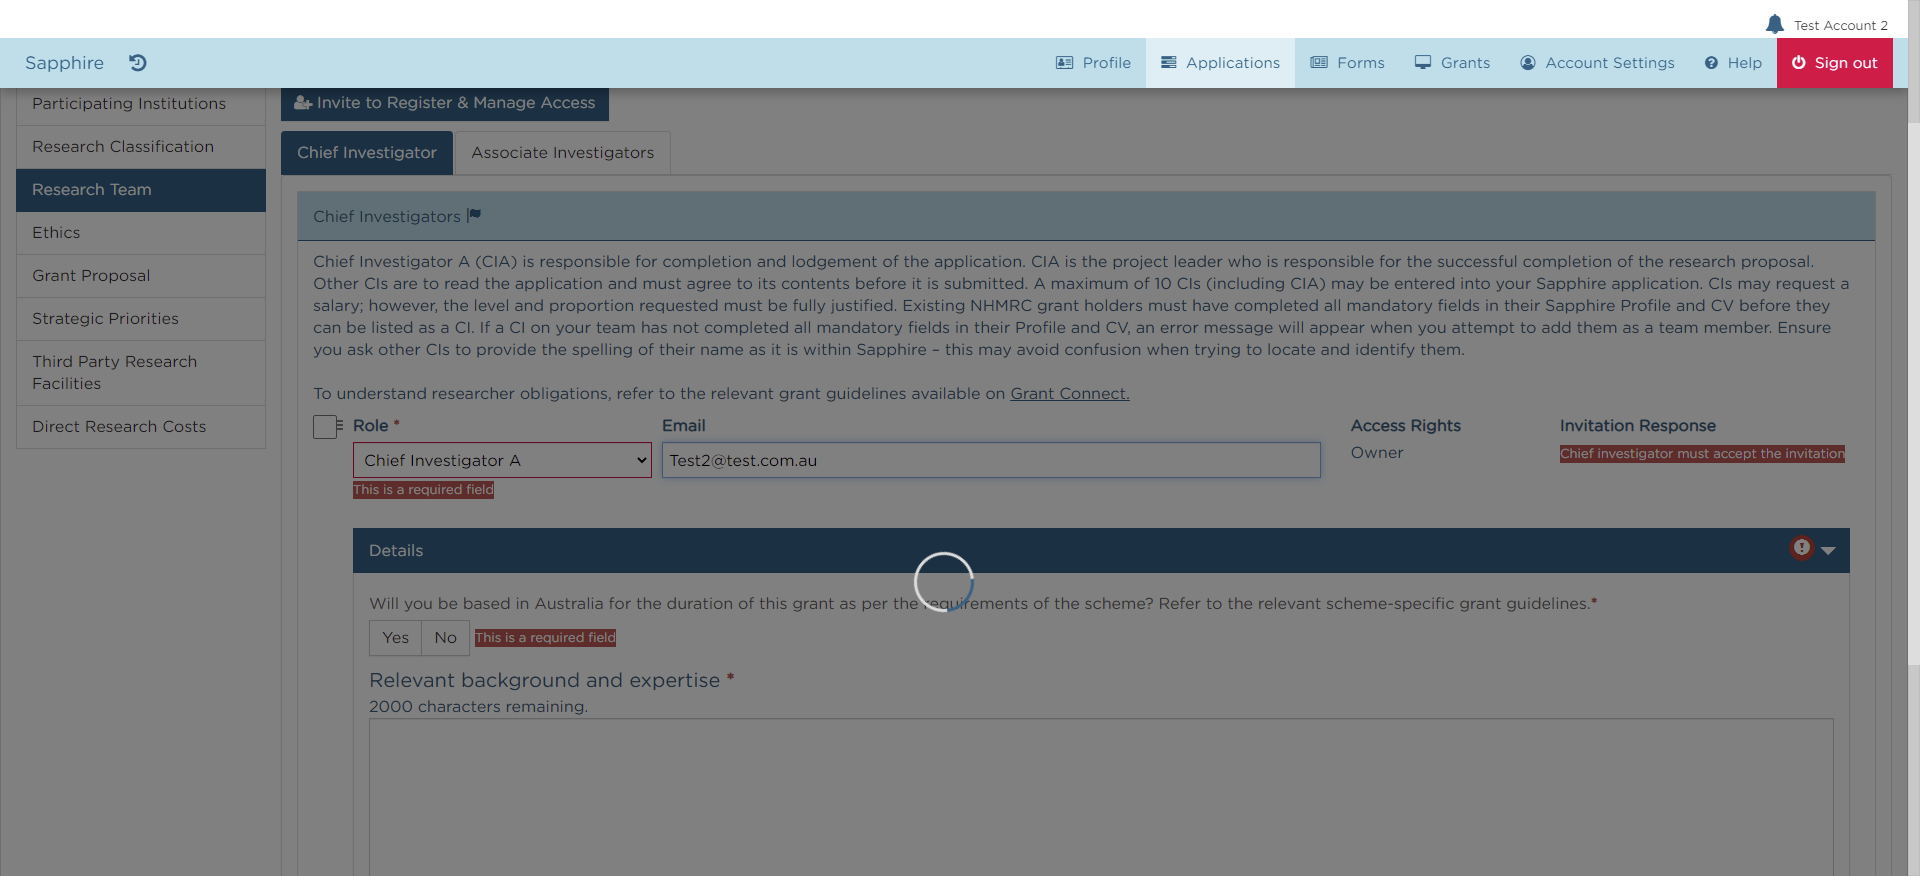 Test Account 2
Sapphire
Profile
Applications
Forms
Grants
Account Settings
Help
Sign out
Participating Institutions
Research Classification
Research Team
Ethics
Grant Proposal
Strategic Priorities
Third Party Research
Facilities
Direct Research Costs
Invite to Register & Manage Access
Chief Investigator
Associate Investigators
Chief Investigators
Chief Investigator A (CIA) is responsible for completion and lodgement of the application. CIA is the project leader who is responsible for the successful completion of the research proposal.
Other CIs are to read the application and must agree to its contents before it is submitted. A maximum of 10 CIs (including CIA) may be entered into your Sapphire application. CIs may request a
salary; however, the level and proportion requested must be fully justified. Existing NHMRC grant holders must have completed all mandatory fields in their Sapphire Profile and CV before they
can be listed as a CI. If a CI on your team has not completed all mandatory fields in their Profile and CV, an error message will appear when you attempt to add them as a team member. Ensure
you ask other CIs to provide the spelling of their name as it is within Sapphire – this may avoid confusion when trying to locate and identify them.
To understand researcher obligations, refer to the relevant grant guidelines available on Grant Connect.
Role *
Email
Access Rights
Invitation Response
Chief Investigator A
Test2@test.com.au
Owner
Chief investigator must accept the invitation
This is a required field
Details
Will you be based in Australia for the duration of this grant as per the requirements of the scheme? Refer to the relevant scheme-specific grant guidelines.*
Yes
No
This is a required field
Relevant background and expertise *
2000 characters remaining.